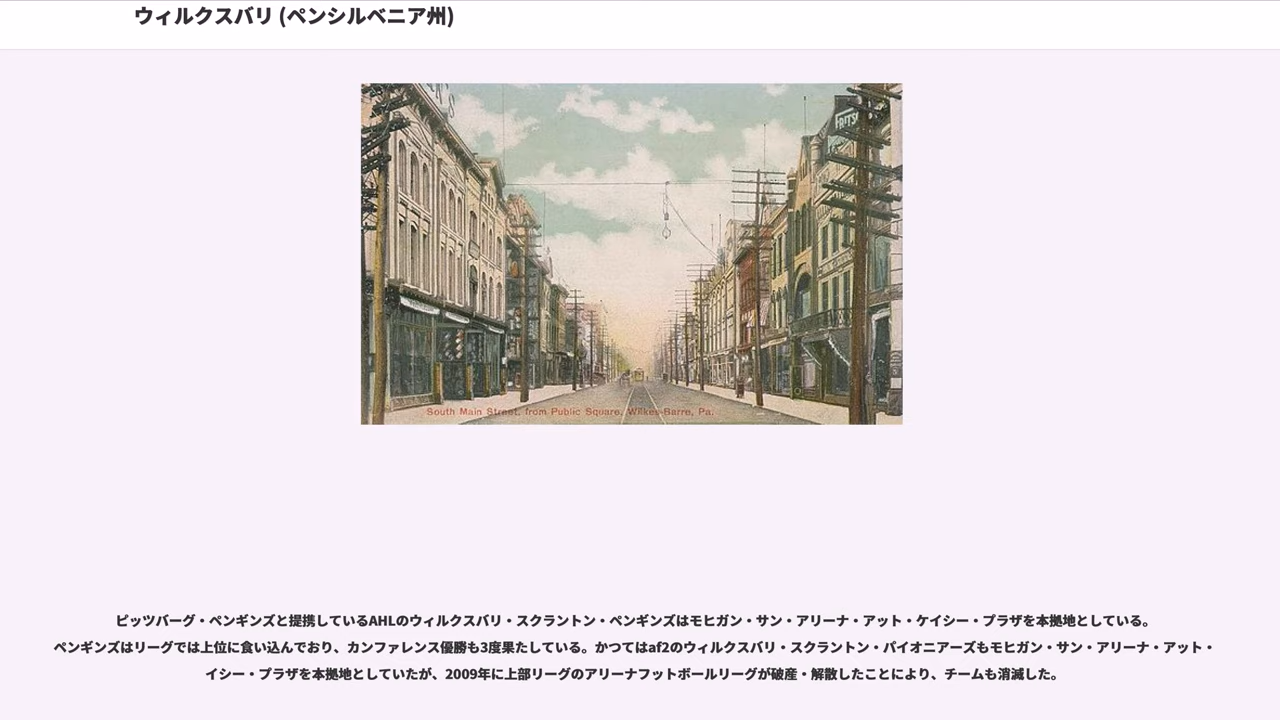 ウィルクスバリ (ペンシルベニア州)
FRITS
South Main Street, from Public Square, Wilkes-Barre, Pa.
ピッツバーグ・ペンギンズと提携しているAHLのウィルクスバリ・スクラントン・ペンギンズはモヒガン・サン・アリーナ・アット・ケイシー・プラザを本拠地としている。
ペンギンズはリーグでは上位に食い込んでおり、カンファレンス優勝も3度果たしている。かつてはaf2のウィルクスバリ・スクラントン・パイオニアーズもモヒガン・サン・アリーナ・アット・
イシー・プラザを本拠地としていたが、2009年に上部リーグのアリーナフットボールリーグが破産・解散したことにより、チームも消滅した。